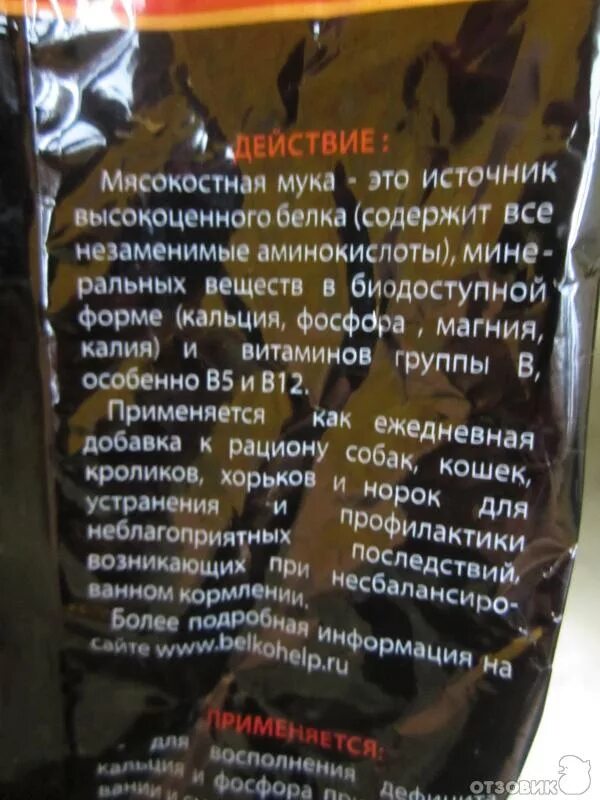 ДЕЙСТВИЕ :
Мясокостная мука - это источник
высокоценного белка (содержит все
незаменимые аминокислоты), мине-
ральных веществ в биодоступной
форме (кальция, фосфора , магния,
калия) и витаминов группы В,
особенно В5 и В12.
Применяется как ежедневная
добавка к рациону собак, кошек,
кроликов, хорьков и норок для
устранения и профилактики
неблагоприятных последствий,
возникающих при несбалансиро-
ванном кормлении.
Более подробная информация на
сайте www.belkohelp.ru
ПРИМЕНЯЕТСЯ:
для восполнения дефицита
кальция и фосфора
ОТЗОВИК